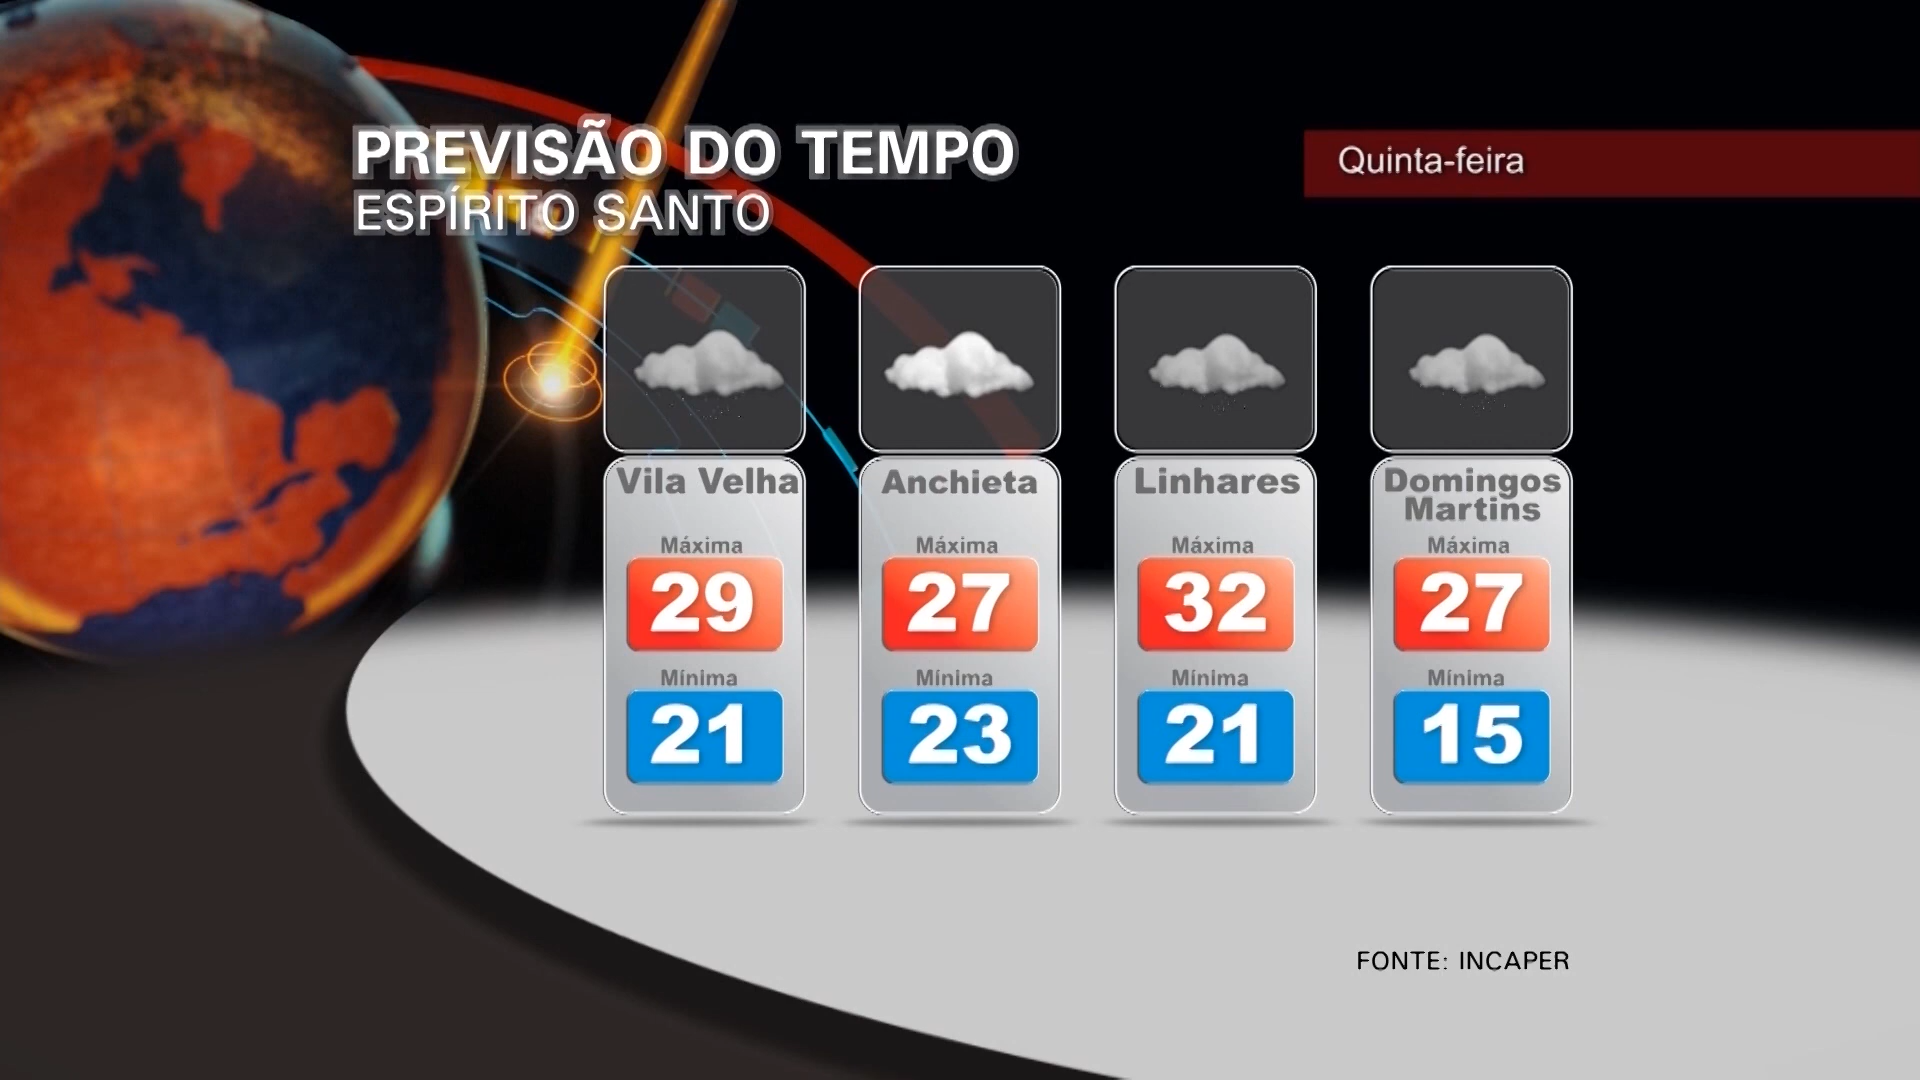 PREVISÃO DO TEMPO
ESPÍRITO SANTO
Quinta-feira
Vila Velha
Máxima
29
Mínima
21
Anchieta
Máxima
27
Mínima
23
Linhares
Máxima
32
Mínima
21
Domingos
Martins
Máxima
27
Mínima
15
FONTE: INCAPER